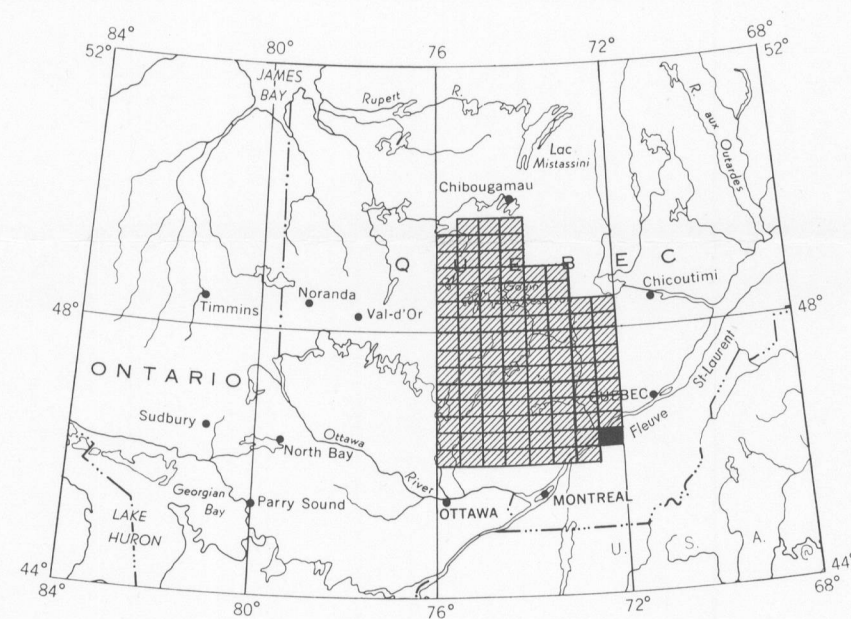 84°
80°
76
72°
68°
52°
52°
JAMES
BAY
Rupert R.
R. aux Outardes
Lac
Mistassini
Chibougamau
Q U E B E C
Gouin
Chicoutimi
Timmins
Noranda
Val-d'Or
48°
48°
ONTARIO
St-Laurent
QUEBEC
Fleuve
Sudbury
North Bay
Ottawa
River
Georgian
Bay
Parry Sound
OTTAWA
MONTREAL
LAKE
HURON
U. S. A.
44°
44°
84°
80°
76°
72°
68°